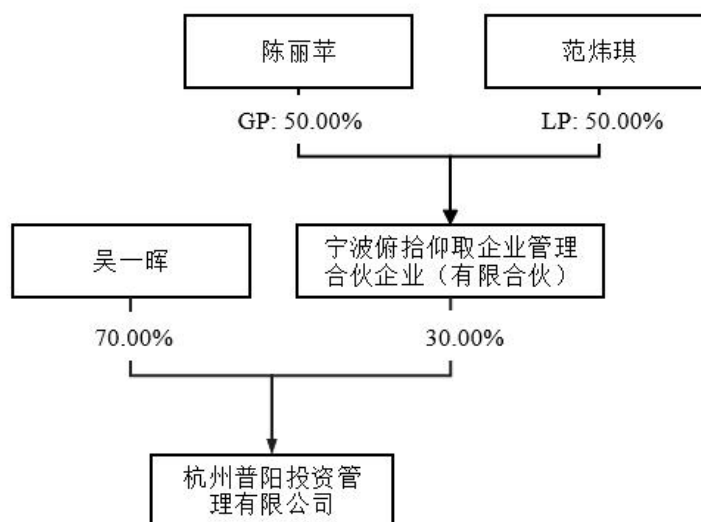 陈丽苹
范炜琪
GP: 50.00%
LP: 50.00%
吴一晖
宁波俯拾仰取企业管理
合伙企业（有限合伙）
70.00%
30.00%
杭州普阳投资管
理有限公司